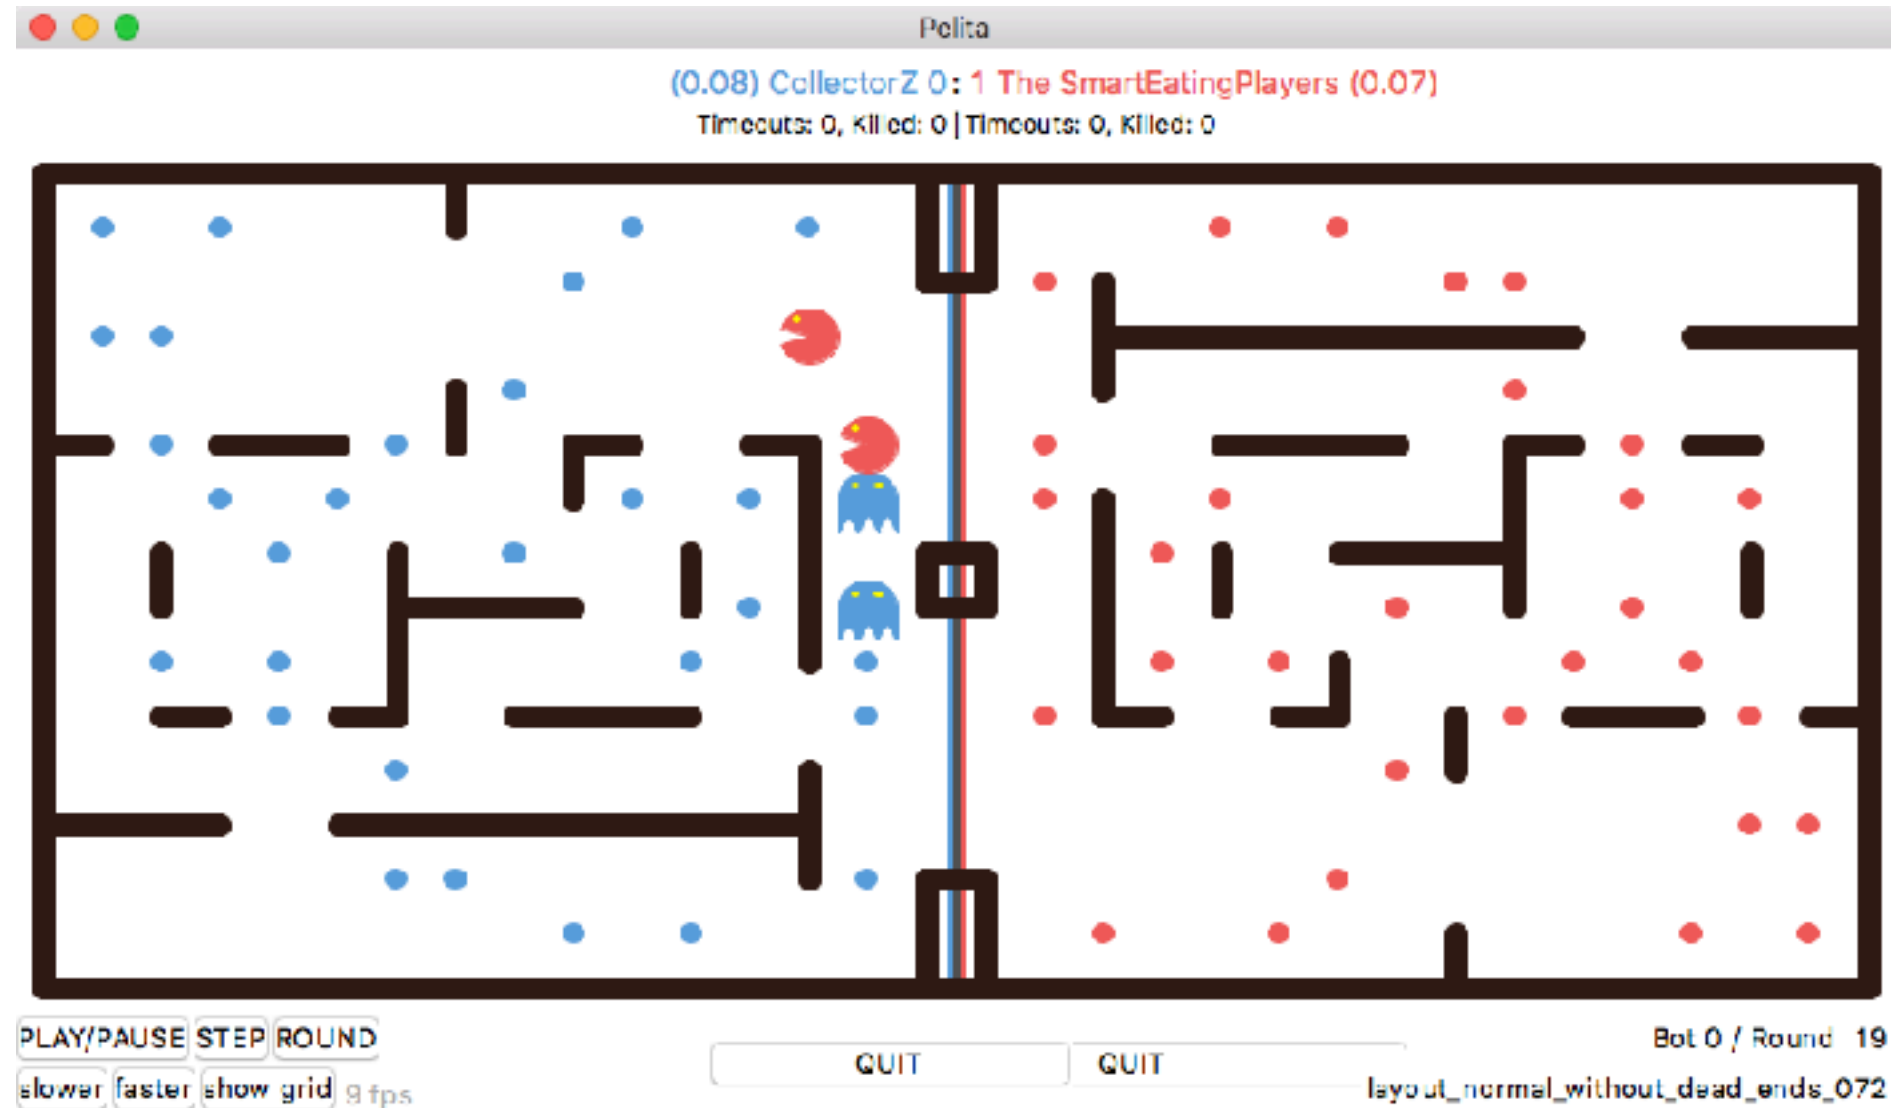 Pelita
(0.08) CollectorZ 0 : 1 The SmartEatingPlayers (0.07)
Timeouts: 0, Killed: 0 | Timeouts: 0, Killed: 0
PLAY/PAUSE STEP ROUND
QUIT QUIT
Bot 0 / Round 19
slower faster show grid 9 fps
layout_normal_without_dead_ends_072